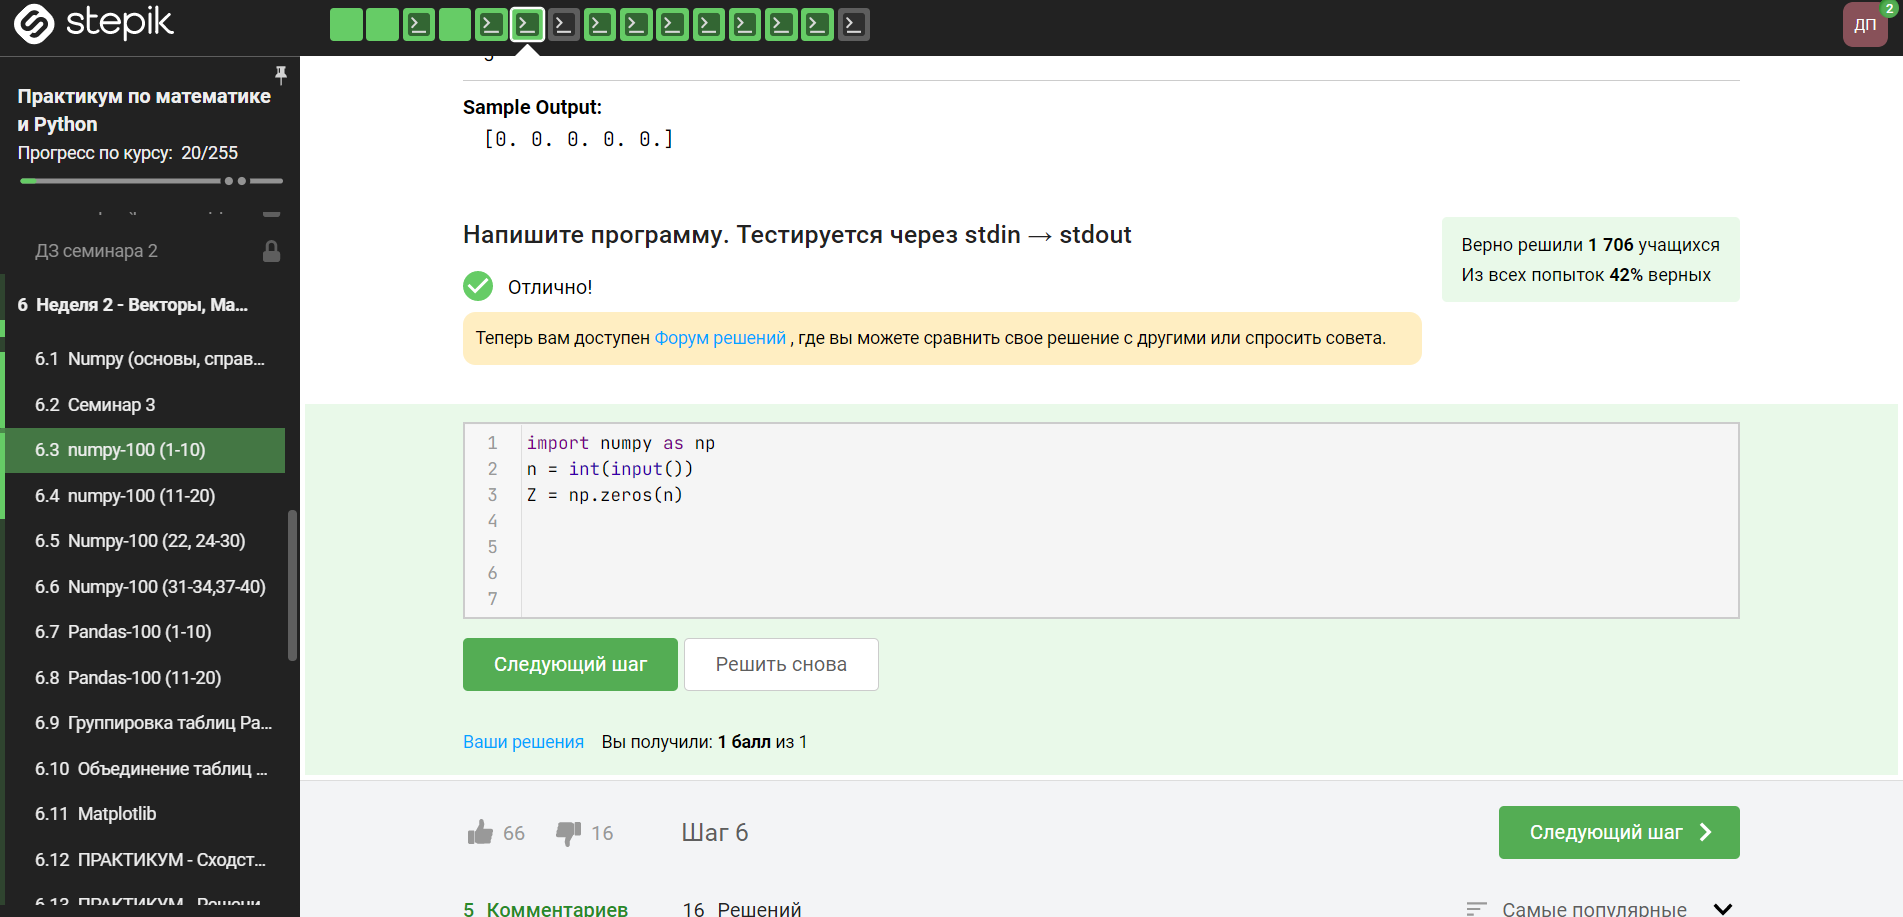 stepik
ДП
2
Практикум по математике
и Python
Прогресс по курсу: 20/255
ДЗ семинара 2
6 Неделя 2 - Векторы, Ма...
6.1 Numpy (основы, справ...
6.2 Семинар 3
6.3 numpy-100 (1-10)
6.4 numpy-100 (11-20)
6.5 Numpy-100 (22, 24-30)
6.6 Numpy-100 (31-34,37-40)
6.7 Pandas-100 (1-10)
6.8 Pandas-100 (11-20)
6.9 Группировка таблиц Pa...
6.10 Объединение таблиц ...
6.11 Matplotlib
6.12 ПРАКТИКУМ - Сходст...
6.13 ПРАКТИКУМ - Решени...
Sample Output:
[0. 0. 0. 0. 0.]
Напишите программу. Тестируется через stdin → stdout
Верно решили 1 706 учащихся
Из всех попыток 42% верных
Отлично!
Теперь вам доступен Форум решений , где вы можете сравнить свое решение с другими или спросить совета.
1 import numpy as np
2 n = int(input())
3 Z = np.zeros(n)
4
5
6
7
Следующий шаг
Решить снова
Ваши решения Вы получили: 1 балл из 1
66 16 Шаг 6
Следующий шаг
5 Комментариев 16 Решений
Самые популярные